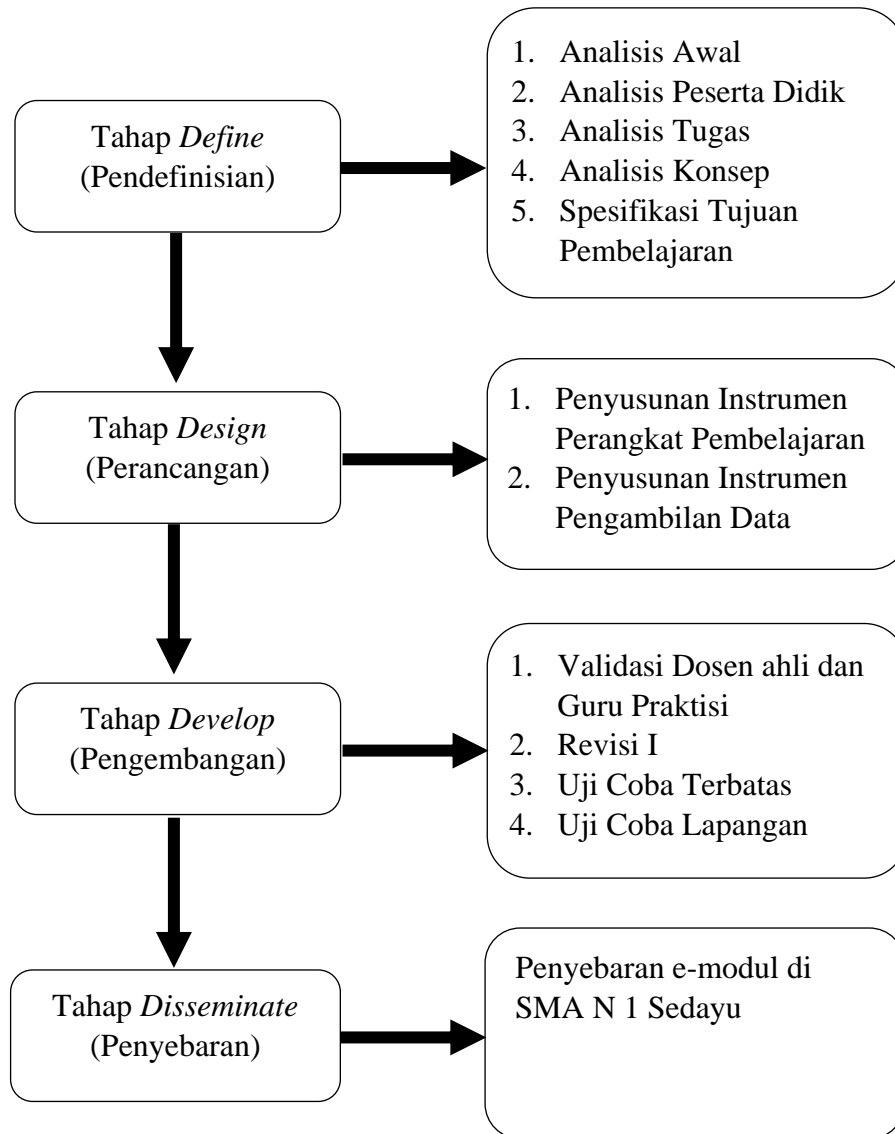 Tahap Define
(Pendefinisian)
1. Analisis Awal
2. Analisis Peserta Didik
3. Analisis Tugas
4. Analisis Konsep
5. Spesifikasi Tujuan
Pembelajaran
Tahap Design
(Perancangan)
1. Penyusunan Instrumen
Perangkat Pembelajaran
2. Penyusunan Instrumen
Pengambilan Data
Tahap Develop
(Pengembangan)
1. Validasi Dosen ahli dan
Guru Praktisi
2. Revisi I
3. Uji Coba Terbatas
4. Uji Coba Lapangan
Tahap Disseminate
(Penyebaran)
Penyebaran e-modul di
SMA N 1 Sedayu